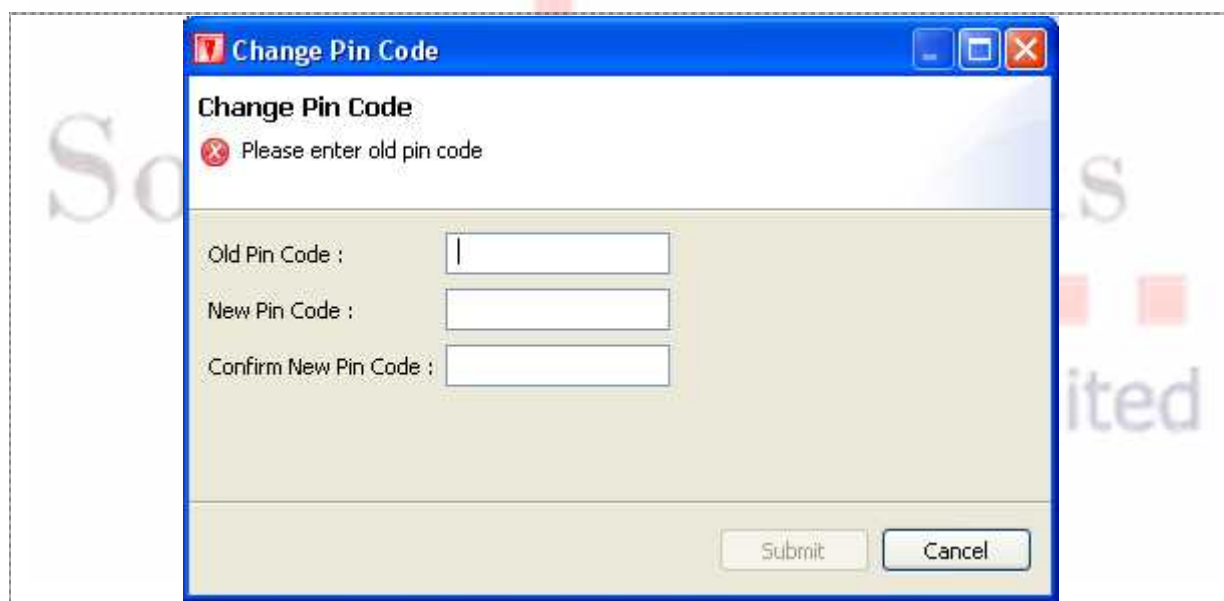 Change Pin Code
Change Pin Code
Please enter old pin code
Old Pin Code :
New Pin Code :
Confirm New Pin Code :
Submit
Cancel